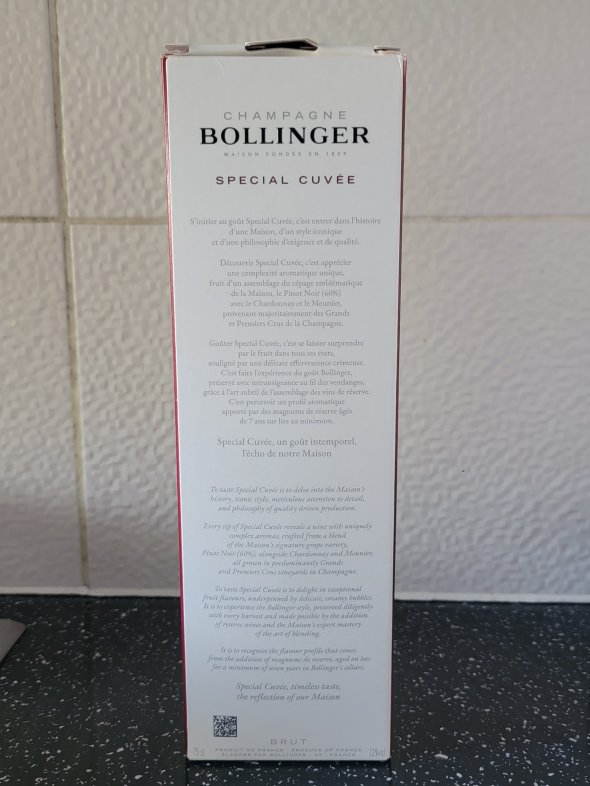 CHAMPAGNE
BOLLINGER
MAISON FONDÉE EN 1829
SPECIAL CUVÉE
S'initier au goût Special Cuvée, c'est entrer dans l'histoire
d'une Maison, d'un style iconique
et d'une philosophie d'exigence et de qualité.
Découvrir Special Cuvée, c'est apprécier
une complexité aromatique unique,
fruit d'un assemblage du cépage emblématique
de la Maison, le Pinot Noir (60%)
avec le Chardonnay et le Meunier,
provenant majoritairement des Grands
et Premiers Crus de la Champagne.
Goûter Special Cuvée, c'est se laisser surprendre
par le fruit dans tous ses états,
souligné par une délicate effervescence crémeuse.
C'est faire l'expérience du goût Bollinger,
préservé avec intransigeance au fil des vendanges,
grâce à l'art subtil de l'assemblage des vins de réserve.
C'est percevoir un profil aromatique
apporté par des magnums de réserve âgés
de 7 ans sur lies au minimum.
Special Cuvée, un goût intemporel,
l'écho de notre Maison
To taste Special Cuvée is to delve into the Maison's
history, iconic style, meticulous attention to detail,
and philosophy of quality driven production.
Every sip of Special Cuvée reveals a wine with uniquely
complex aromas, crafted from a blend
of the Maison's signature grape variety,
Pinot Noir (60%), alongside Chardonnay and Meunier,
all grown in predominantly Grands
and Premiers Crus vineyards in Champagne.
To taste Special Cuvée is to delight in exceptional
fruit flavours, underpinned by delicate, creamy bubbles.
It is to experience the Bollinger style, preserved diligently
with every harvest and made possible by the addition
of reserve wines and the Maison's expert mastery
of the art of blending.
It is to recognise the flavour profile that comes
from the addition of magnums de reserve, aged on lies
for a minimum of seven years in Bollinger's cellars.
Special Cuvée, timeless taste,
the reflection of our Maison
BRUT
75 cl PRODUIT DE FRANCE - PRODUCE OF FRANCE 12%vol
ÉLABORÉ PAR BOLLINGER - AY - FRANCE